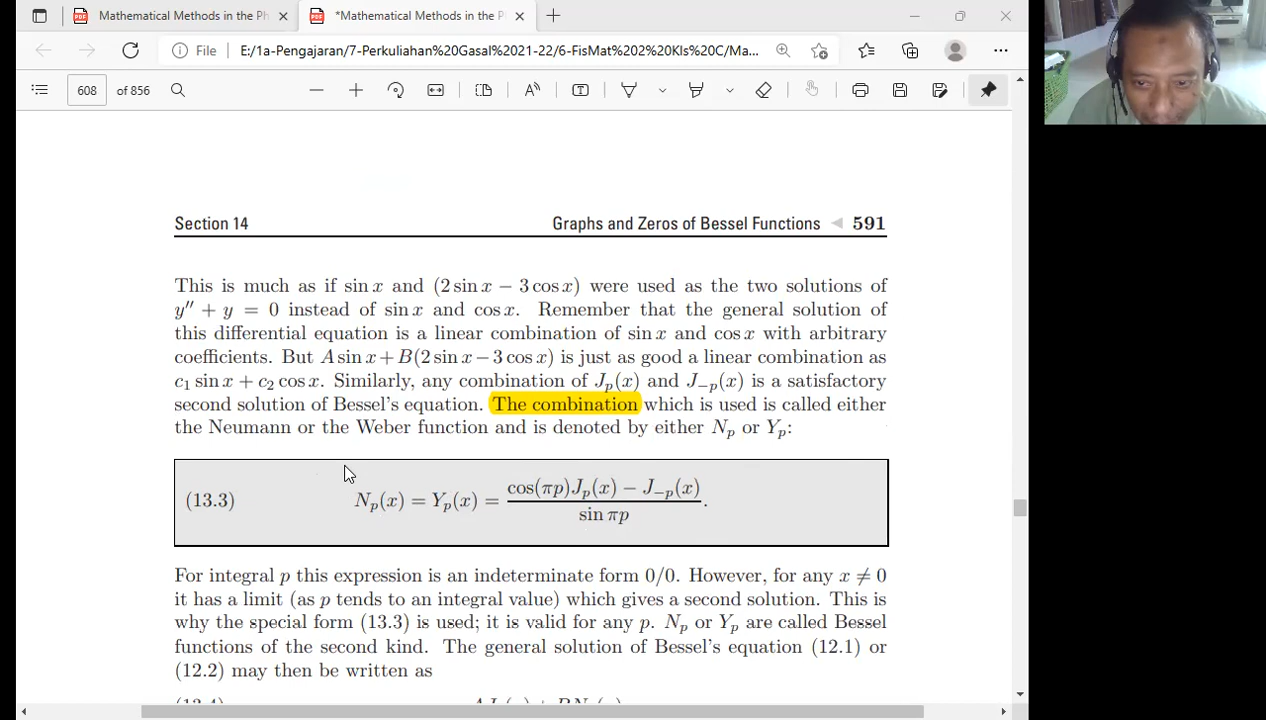 Mathematical Methods in the Ph
*Mathematical Methods in the P
File E:/1a-Pengajaran/7-Perkuliahan%20Gasal%202021-22/6-FisMat%202%20Kls%20C/Ma...
608 of 856
Section 14 Graphs and Zeros of Bessel Functions ◀ 591
This is much as if sin x and (2 sin x − 3 cos x) were used as the two solutions of
y″ + y = 0 instead of sin x and cos x. Remember that the general solution of
this differential equation is a linear combination of sin x and cos x with arbitrary
coefficients. But A sin x + B(2 sin x − 3 cos x) is just as good a linear combination as
c₁ sin x + c₂ cos x. Similarly, any combination of Jₚ(x) and J₋ₚ(x) is a satisfactory
second solution of Bessel's equation. The combination which is used is called either
the Neumann or the Weber function and is denoted by either Nₚ or Yₚ:
(13.3) Nₚ(x) = Yₚ(x) = cos(πp)Jₚ(x) − J₋ₚ(x) / sin πp .
For integral p this expression is an indeterminate form 0/0. However, for any x ≠ 0
it has a limit (as p tends to an integral value) which gives a second solution. This is
why the special form (13.3) is used; it is valid for any p. Nₚ or Yₚ are called Bessel
functions of the second kind. The general solution of Bessel's equation (12.1) or
(12.2) may then be written as